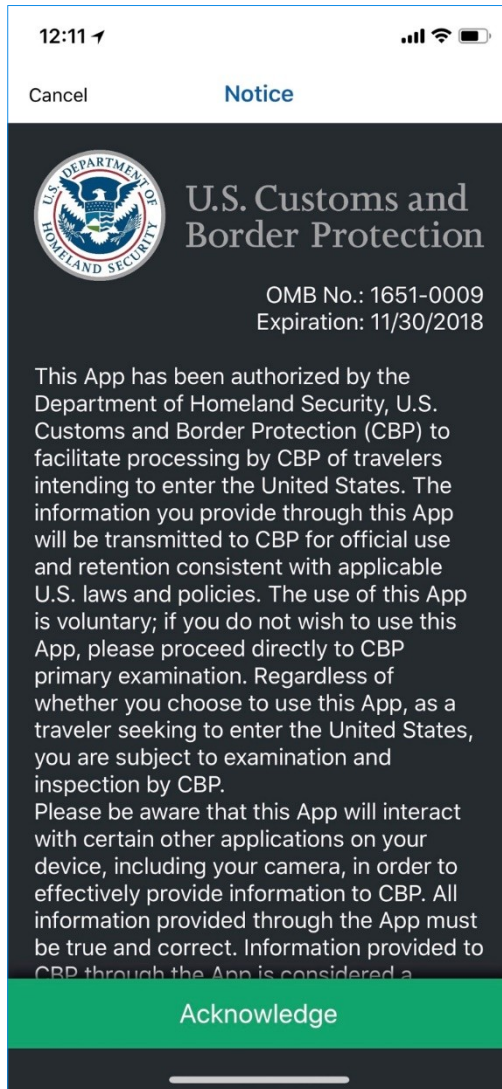 12:11
Cancel
Notice
U.S. DEPARTMENT OF HOMELAND SECURITY
U.S. Customs and
Border Protection
OMB No.: 1651-0009
Expiration: 11/30/2018
This App has been authorized by the
Department of Homeland Security, U.S.
Customs and Border Protection (CBP) to
facilitate processing by CBP of travelers
intending to enter the United States. The
information you provide through this App
will be transmitted to CBP for official use
and retention consistent with applicable
U.S. laws and policies. The use of this App
is voluntary; if you do not wish to use this
App, please proceed directly to CBP
primary examination. Regardless of
whether you choose to use this App, as a
traveler seeking to enter the United States,
you are subject to examination and
inspection by CBP.
Please be aware that this App will interact
with certain other applications on your
device, including your camera, in order to
effectively provide information to CBP. All
information provided through the App must
be true and correct. Information provided to
CBP through the App is considered a
Acknowledge